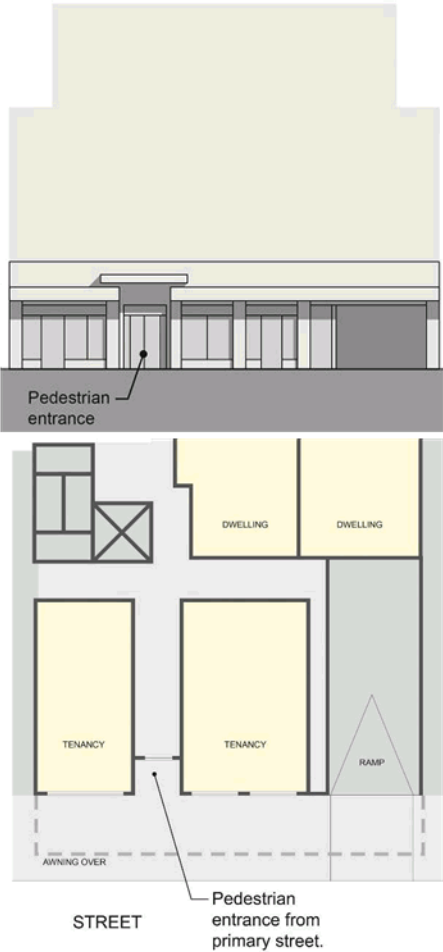 Pedestrian
entrance
DWELLING
DWELLING
TENANCY
TENANCY
RAMP
AWNING OVER
STREET
Pedestrian
entrance from
primary street.